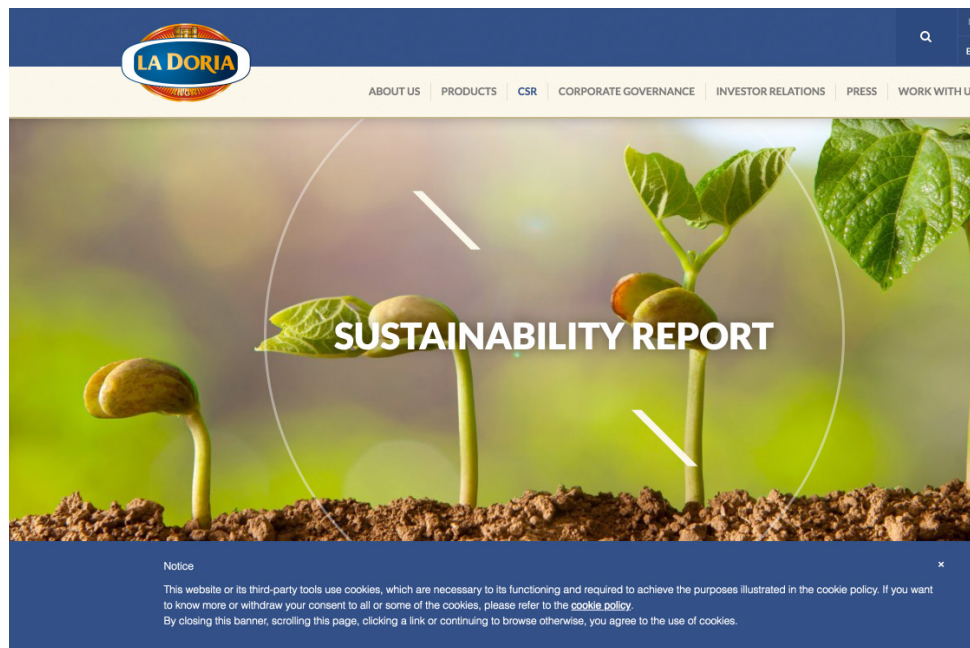 LA DORIA
ABOUT US PRODUCTS CSR CORPORATE GOVERNANCE INVESTOR RELATIONS PRESS WORK WITH U
SUSTAINABILITY REPORT
Notice
×
This website or its third-party tools use cookies, which are necessary to its functioning and required to achieve the purposes illustrated in the cookie policy. If you want
to know more or withdraw your consent to all or some of the cookies, please refer to the cookie policy.
By closing this banner, scrolling this page, clicking a link or continuing to browse otherwise, you agree to the use of cookies.